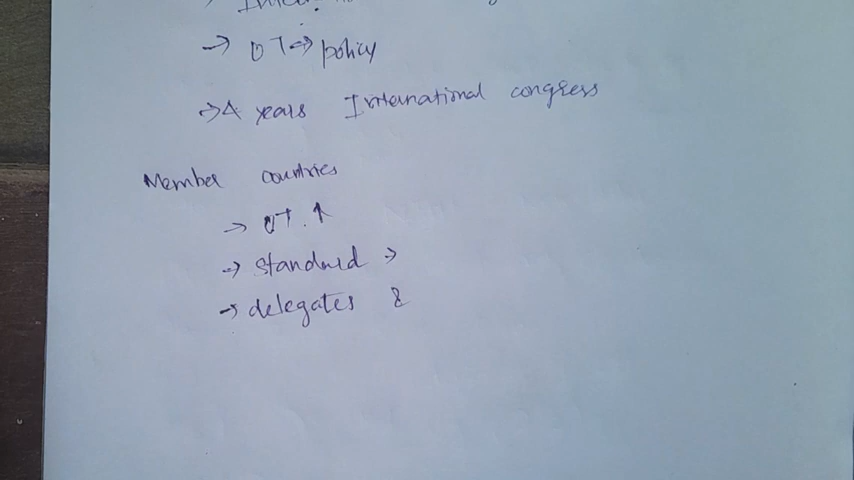 → OT ⇒ policy
→ 4 years International congress
Member countries
→ OT. ↑
→ standard →
→ delegates &